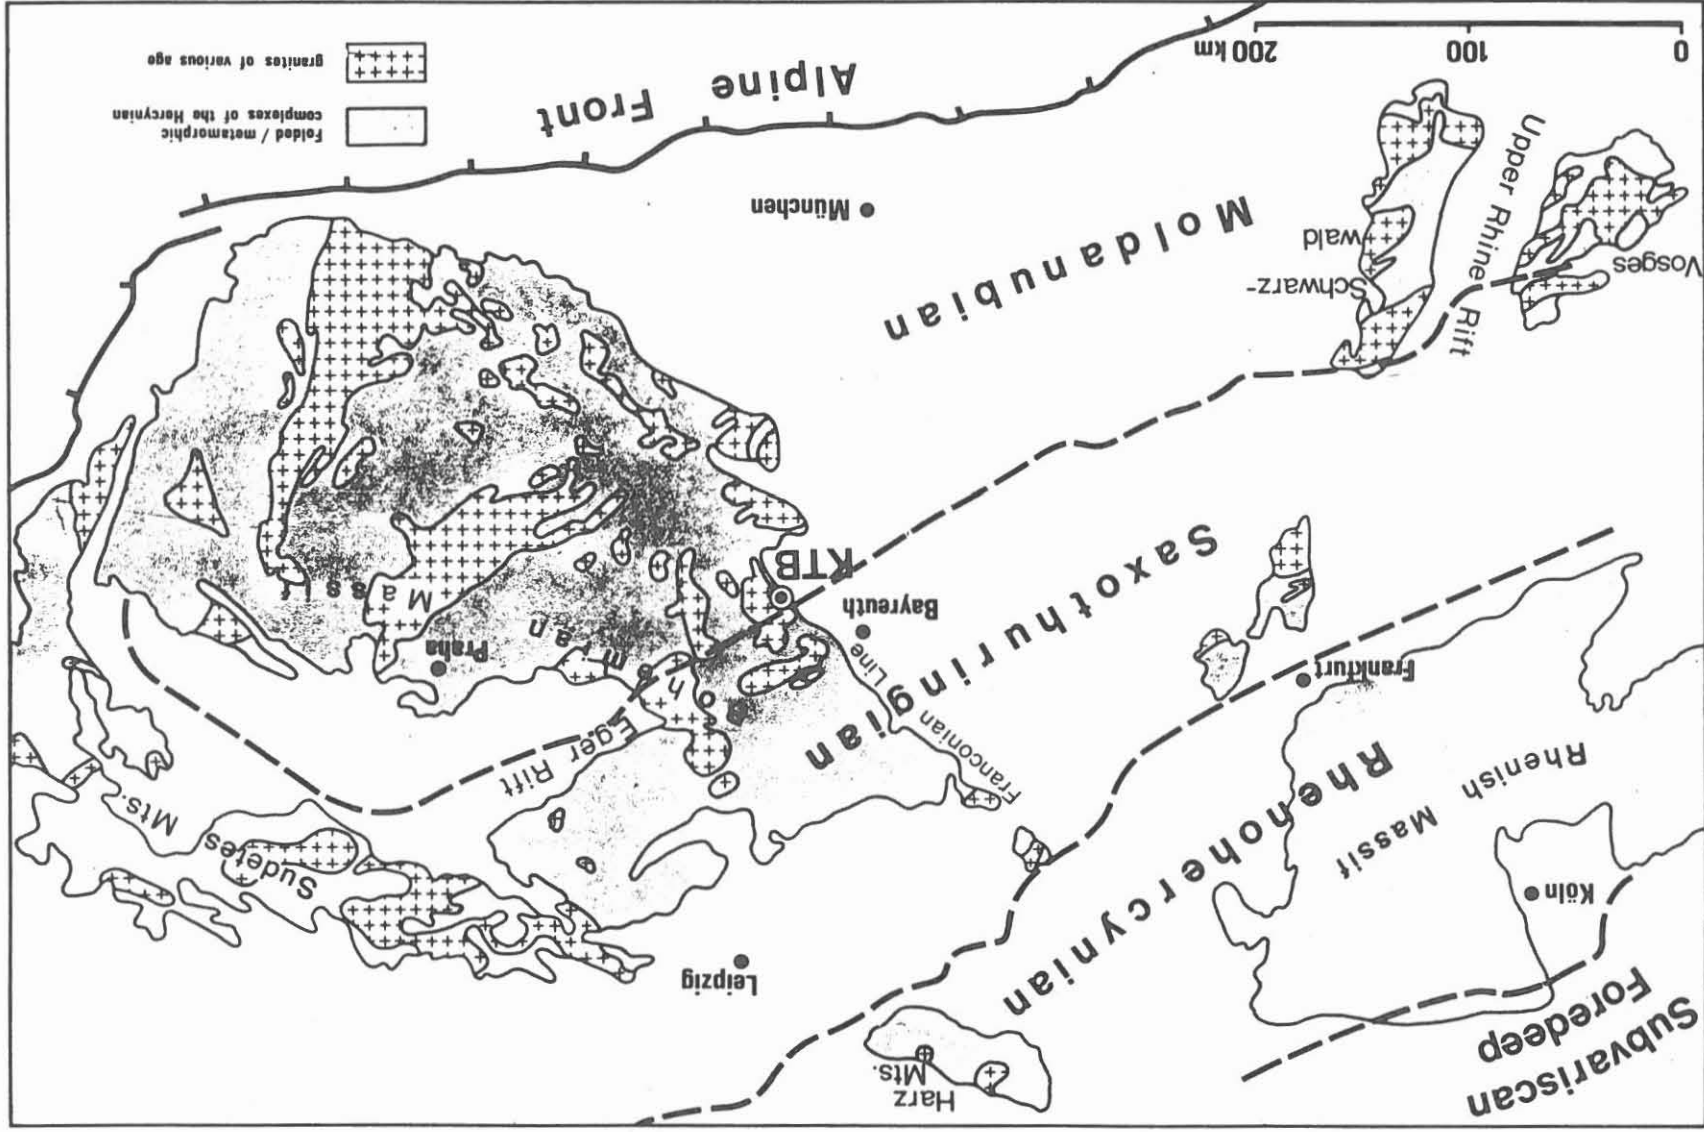 Subvariscan
Foredeep
Harz
Mts.
Leipzig
Köln
Rhenish Massif
Rhenohercynian
Sudetes Mts.
Frankfurt
Franconian Line
Eger Rift
Saxothuringian
Bayreuth
KTB
Praha
Bohemian
Massif
Vosges
Upper Rhine Rift
Schwarz-
wald
Moldanubian
München
Alpine Front
Folded / metamorphic
complexes of the Hercynian
granites of various age
0 100 200 km